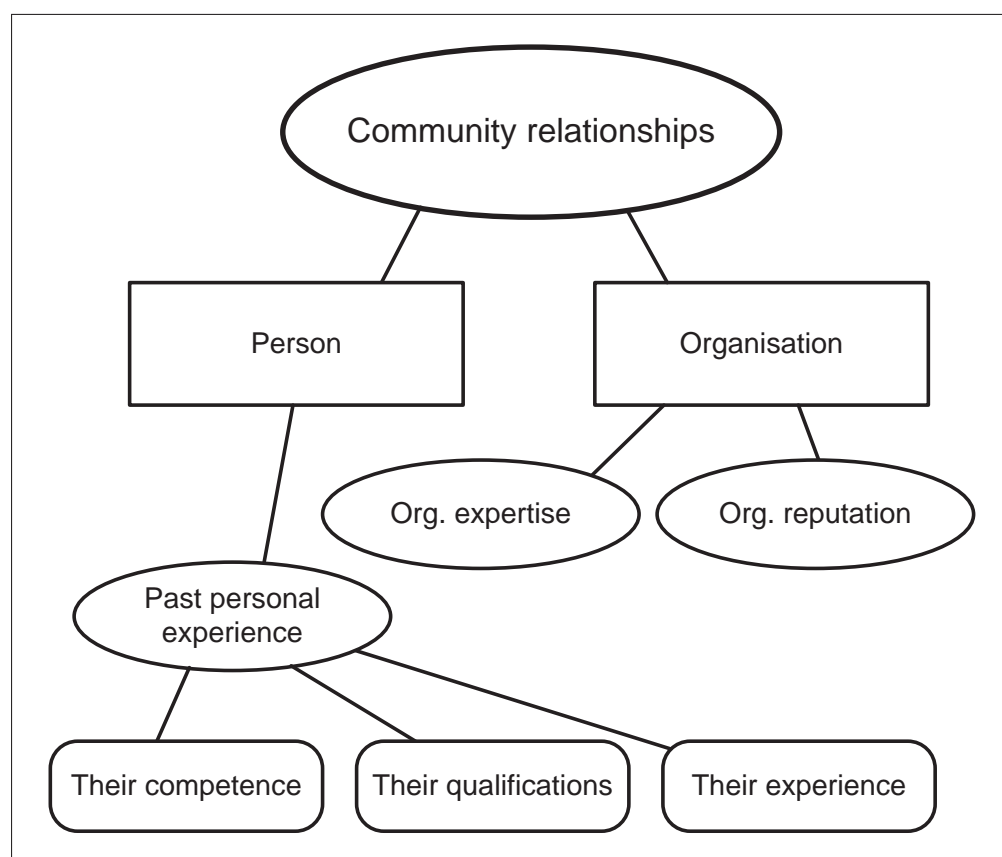 Community relationships
Person
Organisation
Org. expertise
Org. reputation
Past personal
experience
Their competence
Their qualifications
Their experience